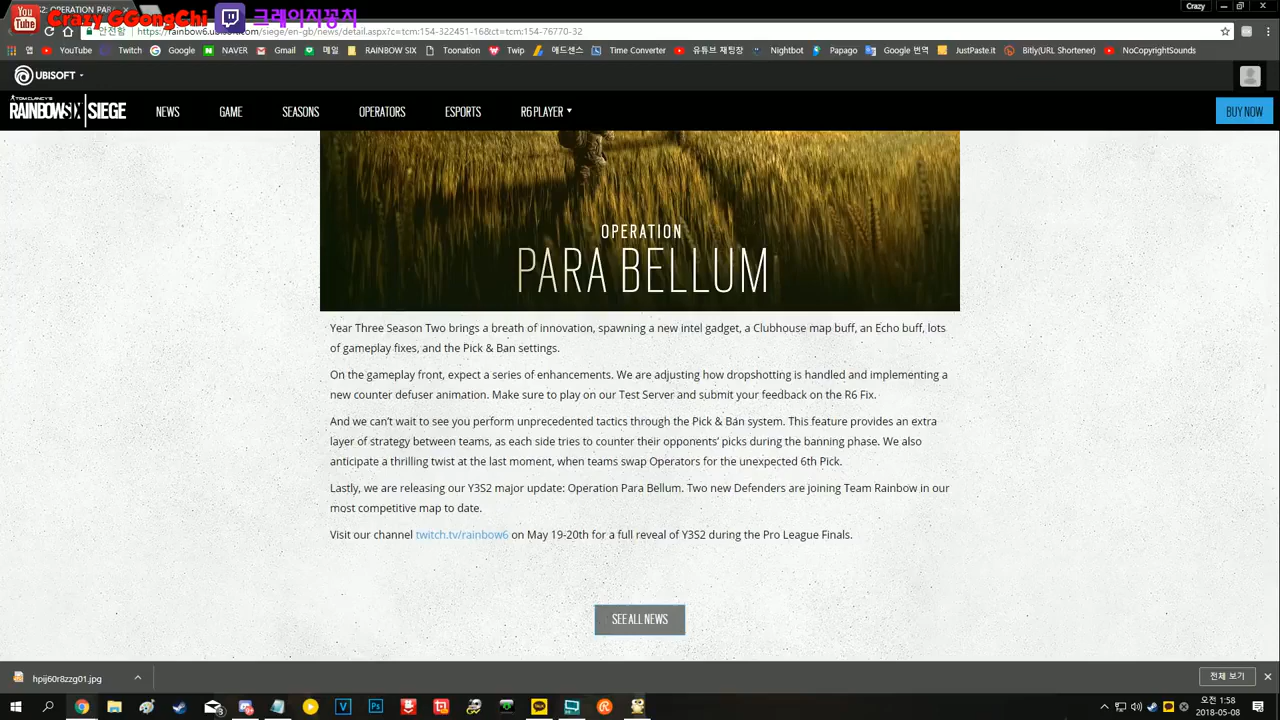 S2: OPERATION PARA
You Tube Crazy GGongChi 크레이지꽁치
Crazy
안전함 https://rainbow6.ubisoft.com/siege/en-gb/news/detail.aspx?c=tcm:154-322451-16&ct=tcm:154-76770-32
앱 YouTube Twitch Google NAVER Gmail 메일 RAINBOW SIX Toonation Twip 애드센스 Time Converter 유튜브 재팅창 Nightbot Papago Google 번역 JustPaste.it Bitly(URL Shortener) NoCopyrightSounds
UBISOFT
TOM CLANCY'S
RAINBOW SIX SIEGE NEWS GAME SEASONS OPERATORS ESPORTS R6 PLAYER BUY NOW
OPERATION
PARA BELLUM
Year Three Season Two brings a breath of innovation, spawning a new intel gadget, a Clubhouse map buff, an Echo buff, lots
of gameplay fixes, and the Pick & Ban settings.
On the gameplay front, expect a series of enhancements. We are adjusting how dropshotting is handled and implementing a
new counter defuser animation. Make sure to play on our Test Server and submit your feedback on the R6 Fix.
And we can't wait to see you perform unprecedented tactics through the Pick & Ban system. This feature provides an extra
layer of strategy between teams, as each side tries to counter their opponents' picks during the banning phase. We also
anticipate a thrilling twist at the last moment, when teams swap Operators for the unexpected 6th Pick.
Lastly, we are releasing our Y3S2 major update: Operation Para Bellum. Two new Defenders are joining Team Rainbow in our
most competitive map to date.
Visit our channel twitch.tv/rainbow6 on May 19-20th for a full reveal of Y3S2 during the Pro League Finals.
SEE ALL NEWS
hpij60r8zzg01.jpg 전체 보기
오전 1:58
2018-05-08